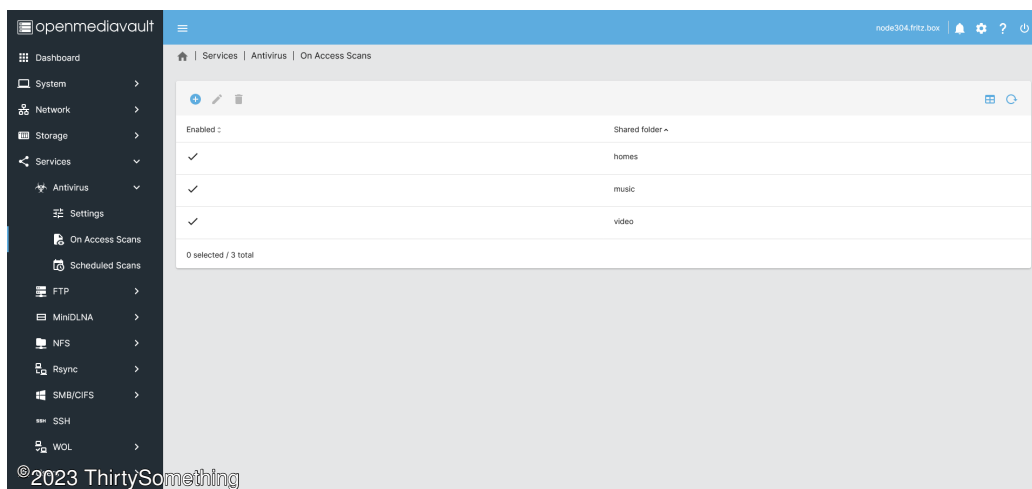 openmediavault
node304.fritz.box
Dashboard
System
Network
Storage
Services
Antivirus
Settings
On Access Scans
Scheduled Scans
FTP
MiniDLNA
NFS
Rsync
SMB/CIFS
SSH SSH
WOL
Services | Antivirus | On Access Scans
Enabled
Shared folder
homes
music
video
0 selected / 3 total
©2023 ThirtySomething